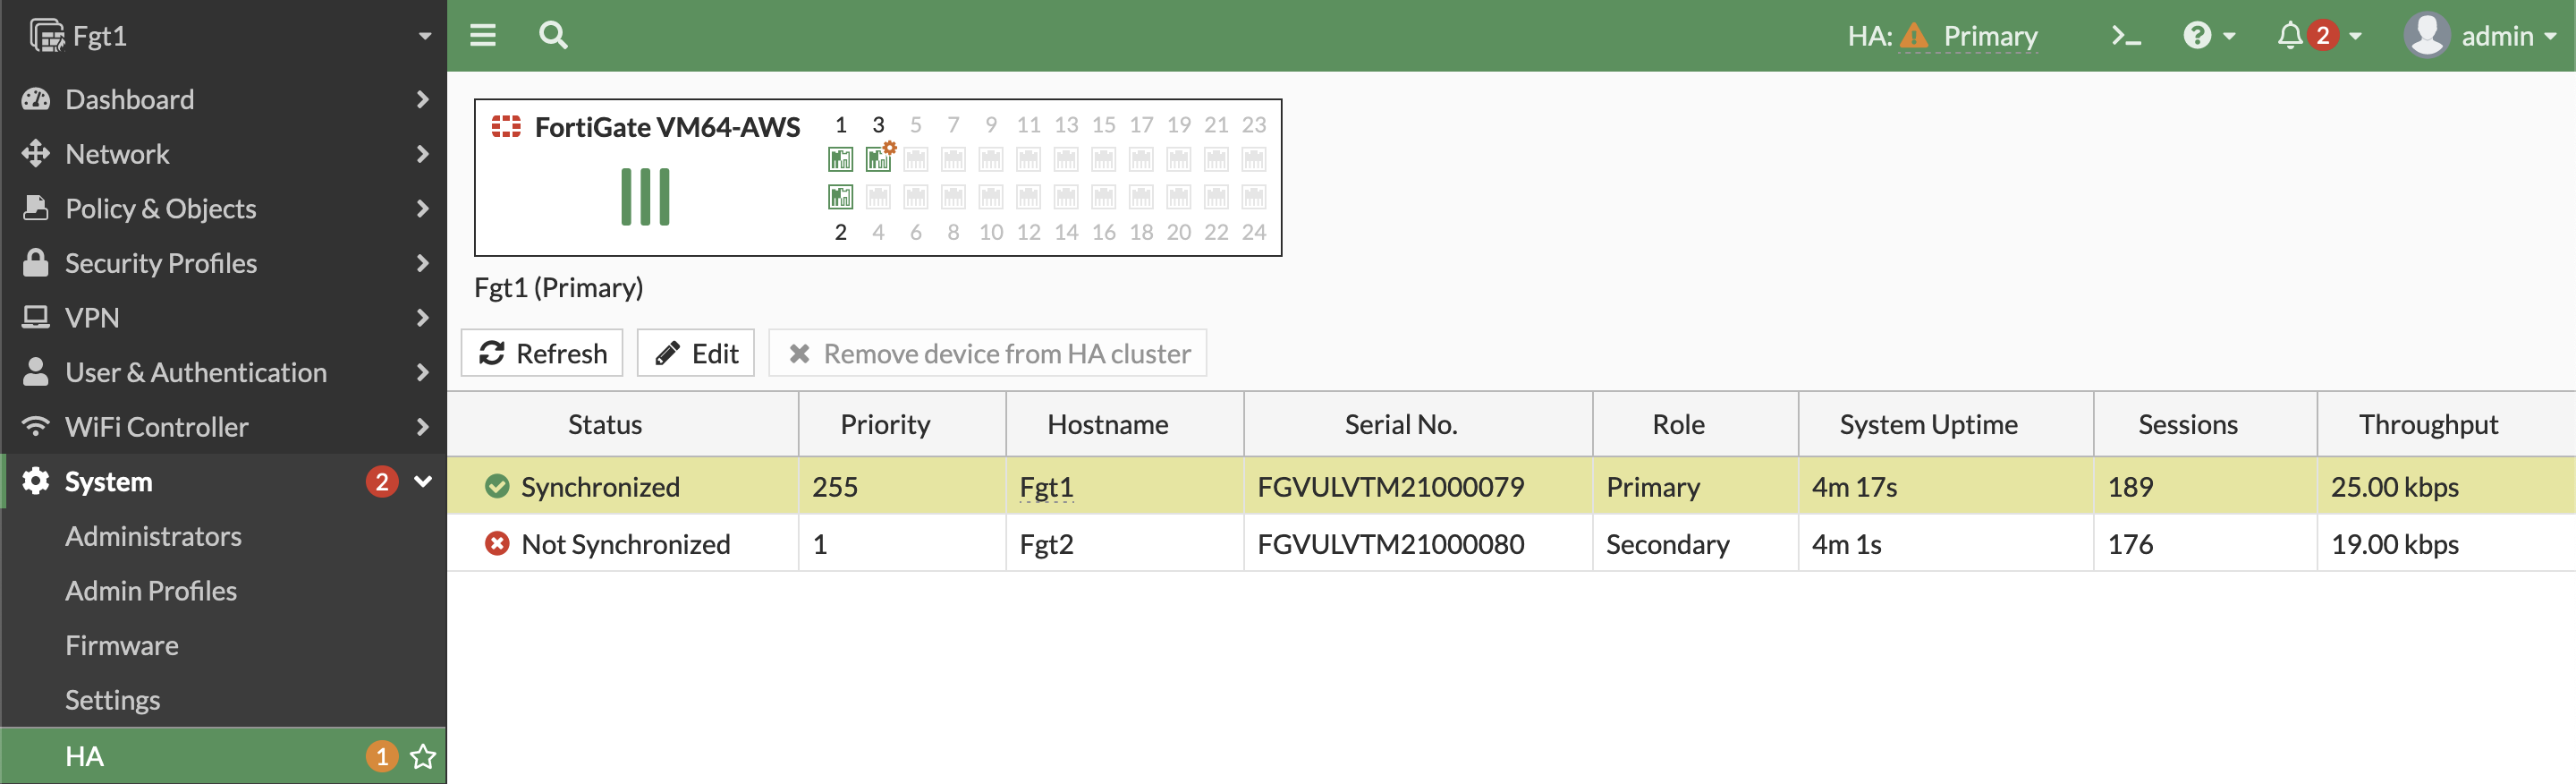 Fgt1
HA: Primary
2
admin
Dashboard
Network
Policy & Objects
Security Profiles
VPN
User & Authentication
WiFi Controller
System 2
Administrators
Admin Profiles
Firmware
Settings
HA 1
FortiGate VM64-AWS
1 3 5 7 9 11 13 15 17 19 21 23
2 4 6 8 10 12 14 16 18 20 22 24
Fgt1 (Primary)
Refresh Edit Remove device from HA cluster
Status Priority Hostname Serial No. Role System Uptime Sessions Throughput
Synchronized 255 Fgt1 FGVULVTM21000079 Primary 4m 17s 189 25.00 kbps
Not Synchronized 1 Fgt2 FGVULVTM21000080 Secondary 4m 1s 176 19.00 kbps